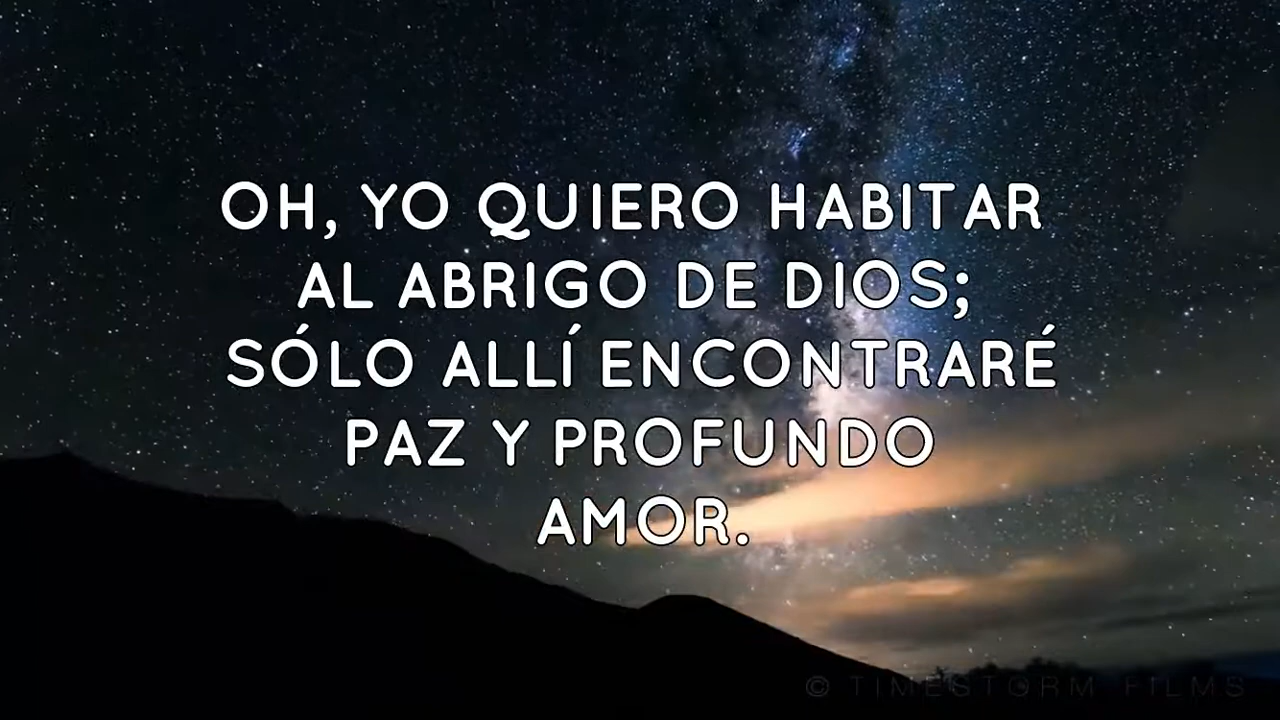 OH, YO QUIERO HABITAR
AL ABRIGO DE DIOS;
SÓLO ALLÍ ENCONTRARÉ
PAZ Y PROFUNDO
AMOR.
© TIMESTORM FILMS